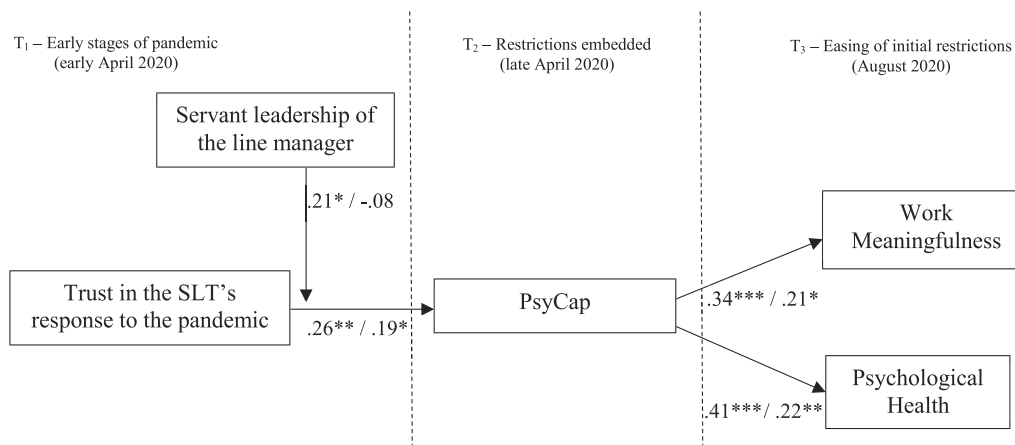 T₁ – Early stages of pandemic
(early April 2020)
T₂ – Restrictions embedded
(late April 2020)
T₃ – Easing of initial restrictions
(August 2020)
Servant leadership of
the line manager
.21* / -.08
Trust in the SLT's
response to the pandemic
.26** / .19*
PsyCap
Work
Meaningfulness
.34*** / .21*
Psychological
Health
.41***/ .22**